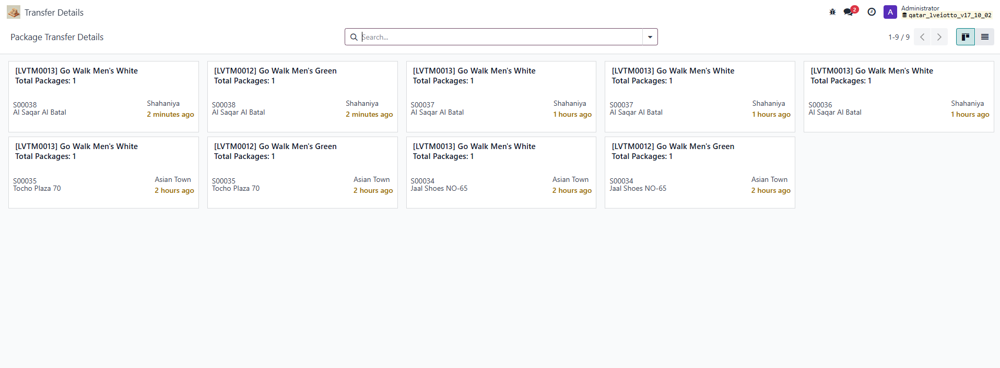 Transfer Details
2
A
Administrator
qatar_lveiotto_v17_10_02
Package Transfer Details
Search...
1-9 / 9
[LVTM0013] Go Walk Men's White
Total Packages: 1
S00038
Al Saqar Al Batal
Shahaniya
2 minutes ago
[LVTM0012] Go Walk Men's Green
Total Packages: 1
S00038
Al Saqar Al Batal
Shahaniya
2 minutes ago
[LVTM0013] Go Walk Men's White
Total Packages: 1
S00037
Al Saqar Al Batal
Shahaniya
1 hours ago
[LVTM0013] Go Walk Men's White
Total Packages: 1
S00037
Al Saqar Al Batal
Shahaniya
1 hours ago
[LVTM0013] Go Walk Men's White
Total Packages: 1
S00036
Al Saqar Al Batal
Shahaniya
1 hours ago
[LVTM0013] Go Walk Men's White
Total Packages: 1
S00035
Tocho Plaza 70
Asian Town
2 hours ago
[LVTM0012] Go Walk Men's Green
Total Packages: 1
S00035
Tocho Plaza 70
Asian Town
2 hours ago
[LVTM0013] Go Walk Men's White
Total Packages: 1
S00034
Jaal Shoes NO-65
Asian Town
2 hours ago
[LVTM0012] Go Walk Men's Green
Total Packages: 1
S00034
Jaal Shoes NO-65
Asian Town
2 hours ago